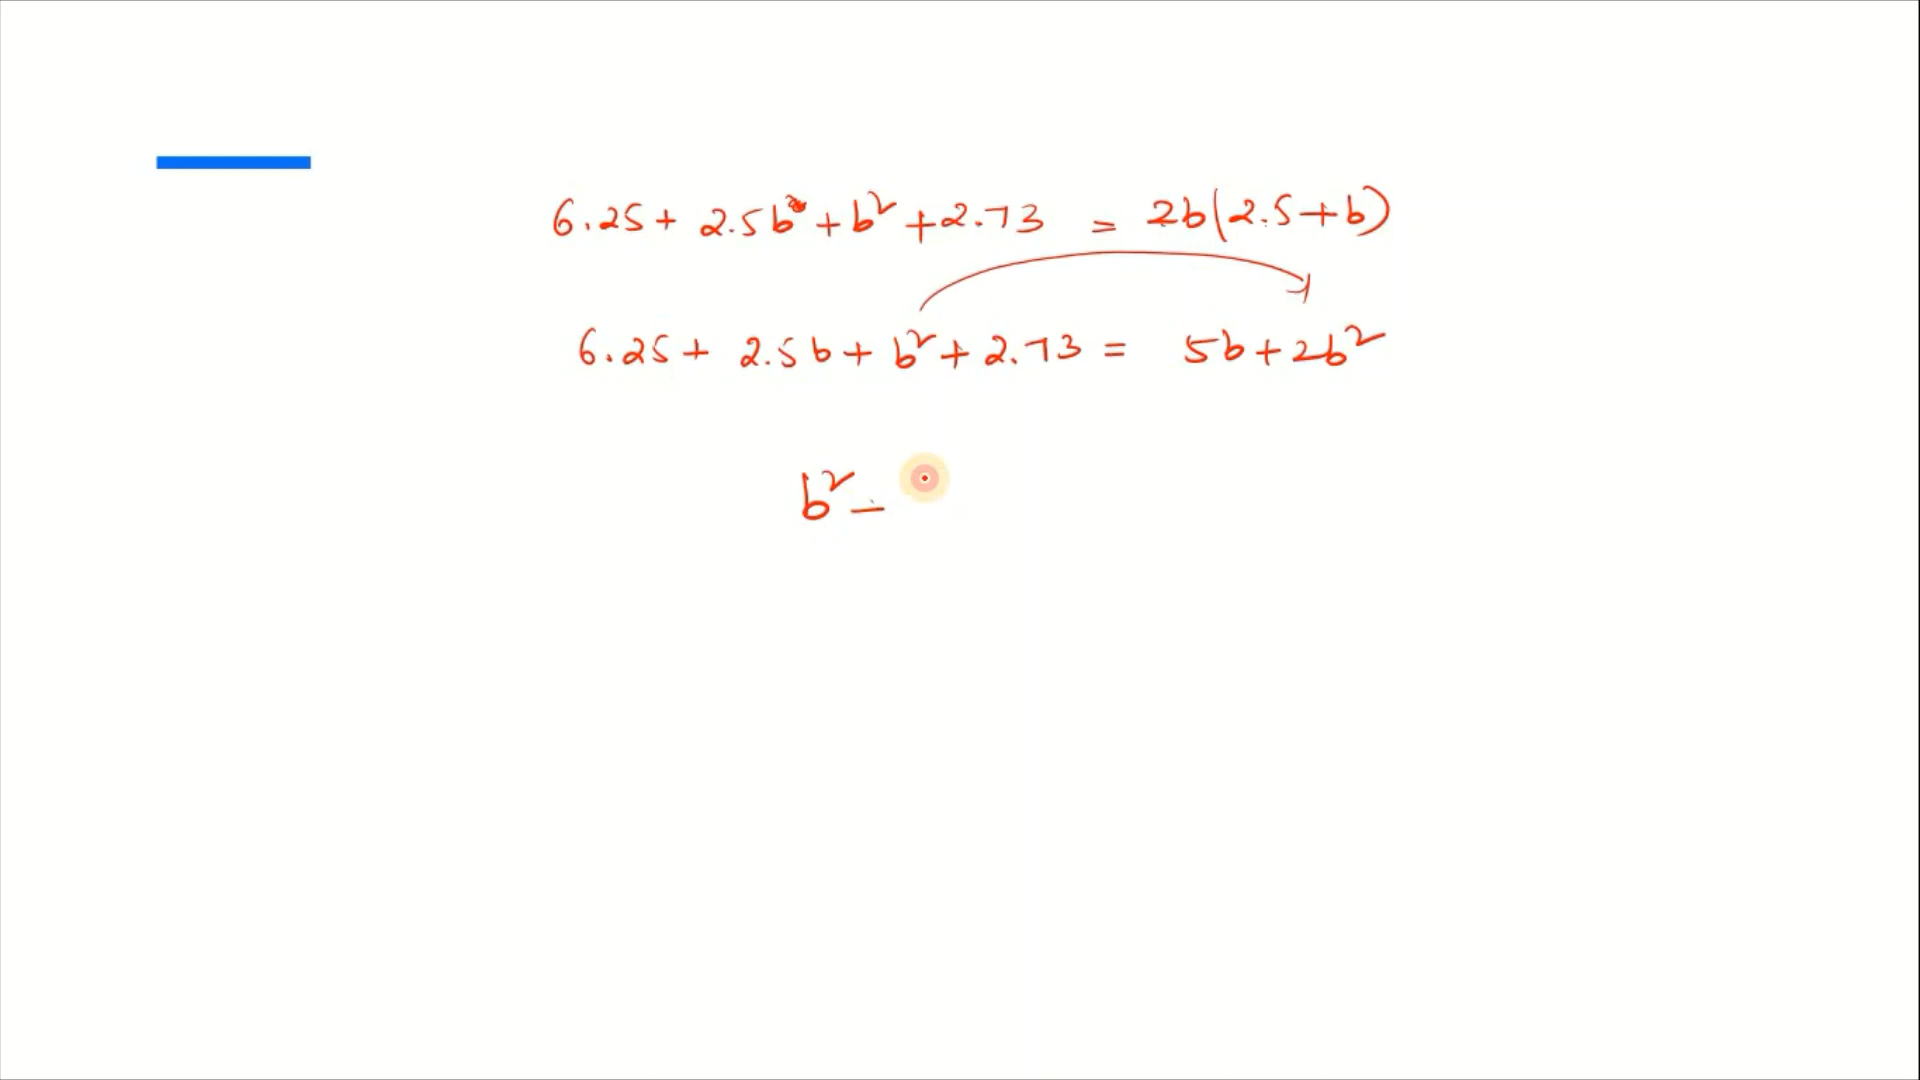 6.25 + 2.5b + b² + 2.73 = 2b(2.5+b)
6.25 + 2.5b + b² + 2.73 = 5b + 2b²
b² -